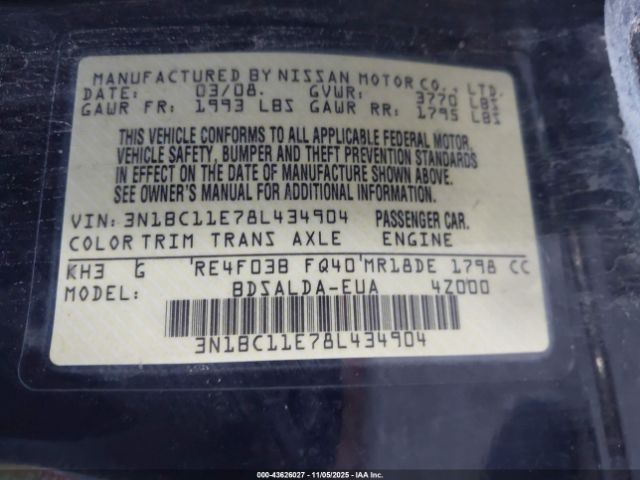 MANUFACTURED BY NISSAN MOTOR CO., LTD.
DATE: 03/08. GVWR: 3770 LBS
GAWR FR: 1993 LBS GAWR RR: 1795 LBS
THIS VEHICLE CONFORMS TO ALL APPLICABLE FEDERAL MOTOR
VEHICLE SAFETY, BUMPER AND THEFT PREVENTION STANDARDS
IN EFFECT ON THE DATE OF MANUFACTURE SHOWN ABOVE.
SEE OWNER'S MANUAL FOR ADDITIONAL INFORMATION.
VIN: 3N1BC11E78L434904 PASSENGER CAR.
COLOR TRIM TRANS AXLE ENGINE
KH3 G RE4F03B FQ40 MR18DE 1798 CC
MODEL: BDSALDA-EUA 4Z000
3N1BC11E78L434904
000-43626027 - 11/05/2025 - IAAI.COM